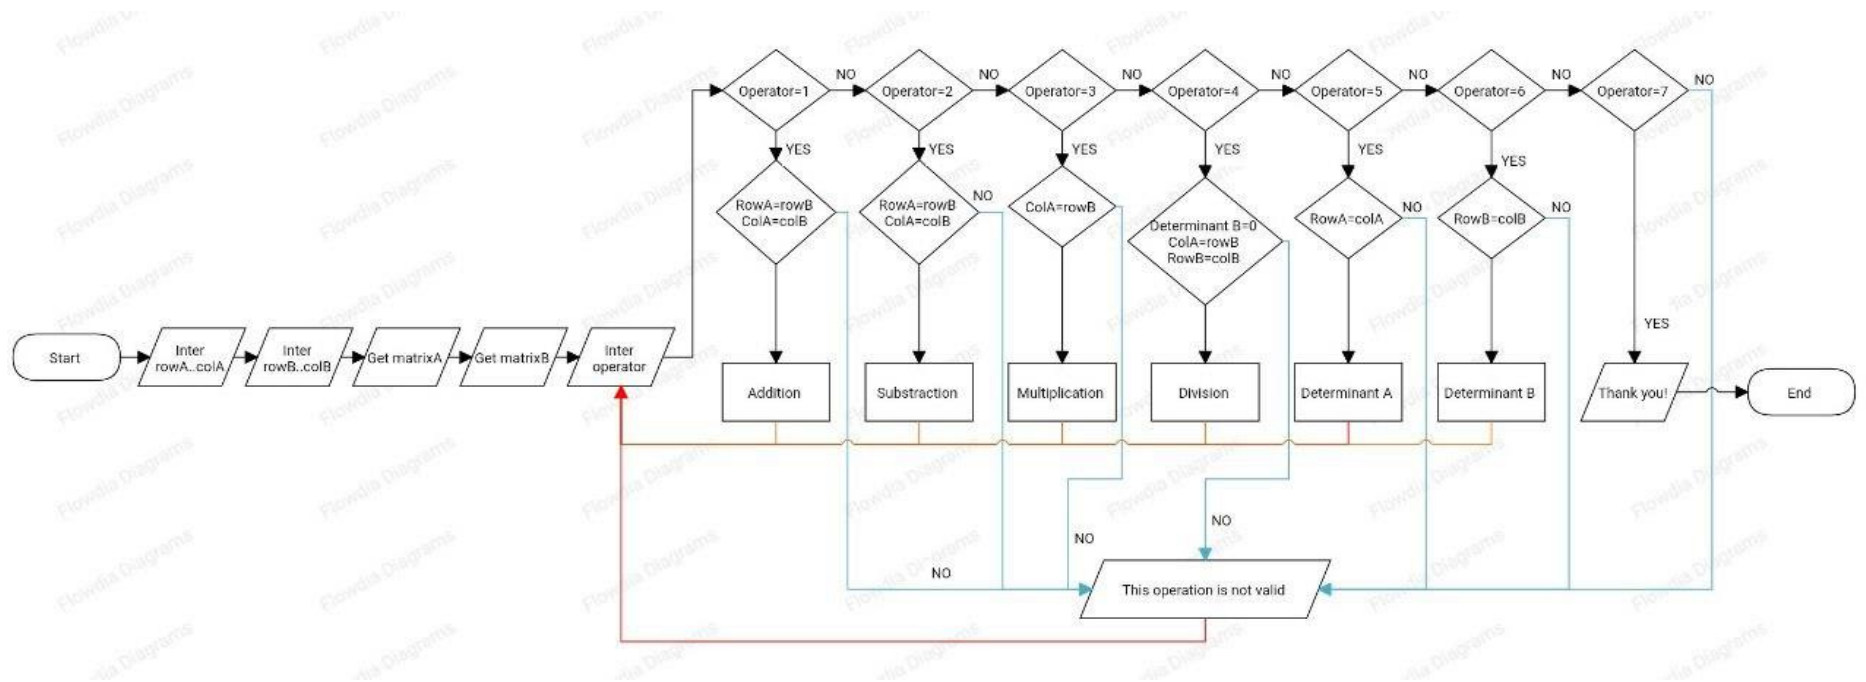 Operator=1
NO
Operator=2
NO
Operator=3
NO
Operator=4
NO
Operator=5
NO
Operator=6
NO
Operator=7
NO
YES
YES
YES
YES
YES
YES
RowA=rowB
ColA=colB
RowA=rowB
ColA=colB
NO
ColA=rowB
Determinant B=0
ColA=rowB
RowB=colB
RowA=colA
NO
RowB=colB
NO
YES
Start
Inter
rowA..colA
Inter
rowB..colB
Get matrixA
Get matrixB
Inter
operator
Addition
Substraction
Multiplication
Division
Determinant A
Determinant B
Thank you!
End
NO
NO
NO
This operation is not valid
Flowdia Diagrams